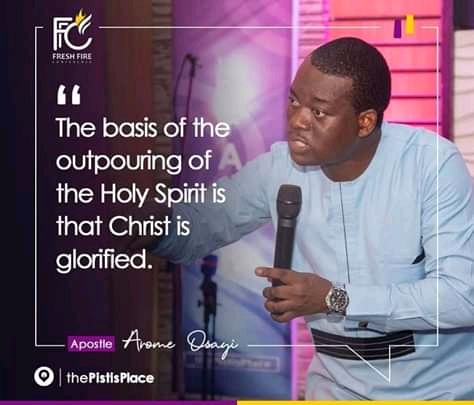 FC
FRESH FIRE
CONFERENCE
“
The basis of the
outpouring of
the Holy Spirit is
that Christ is
glorified.
Apostle Arome Osayi
thePistisPlace